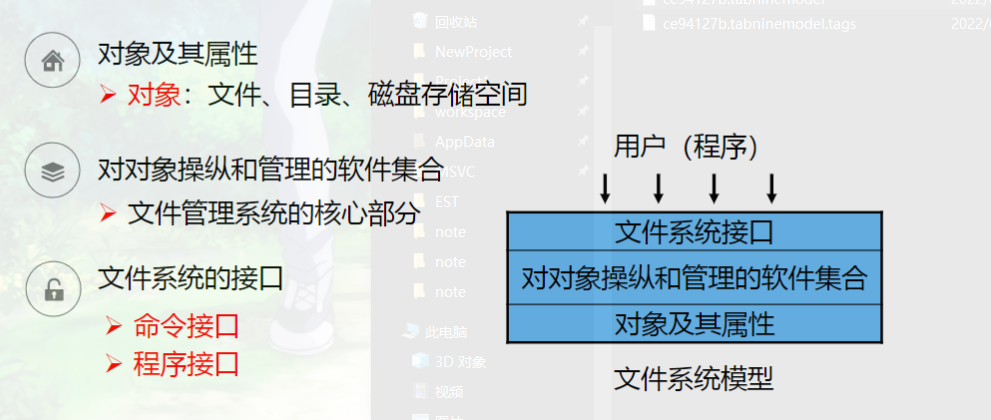 对象及其属性
➢ 对象：文件、目录、磁盘存储空间
对对象操纵和管理的软件集合
➢ 文件管理系统的核心部分
文件系统的接口
➢ 命令接口
➢ 程序接口
用户（程序）
文件系统接口
对对象操纵和管理的软件集合
对象及其属性
文件系统模型
回收站
NewProject
workspace
AppData
EST
note
note
note
此电脑
3D 对象
视频
ce94127b.tabninemodel.tags
2022/